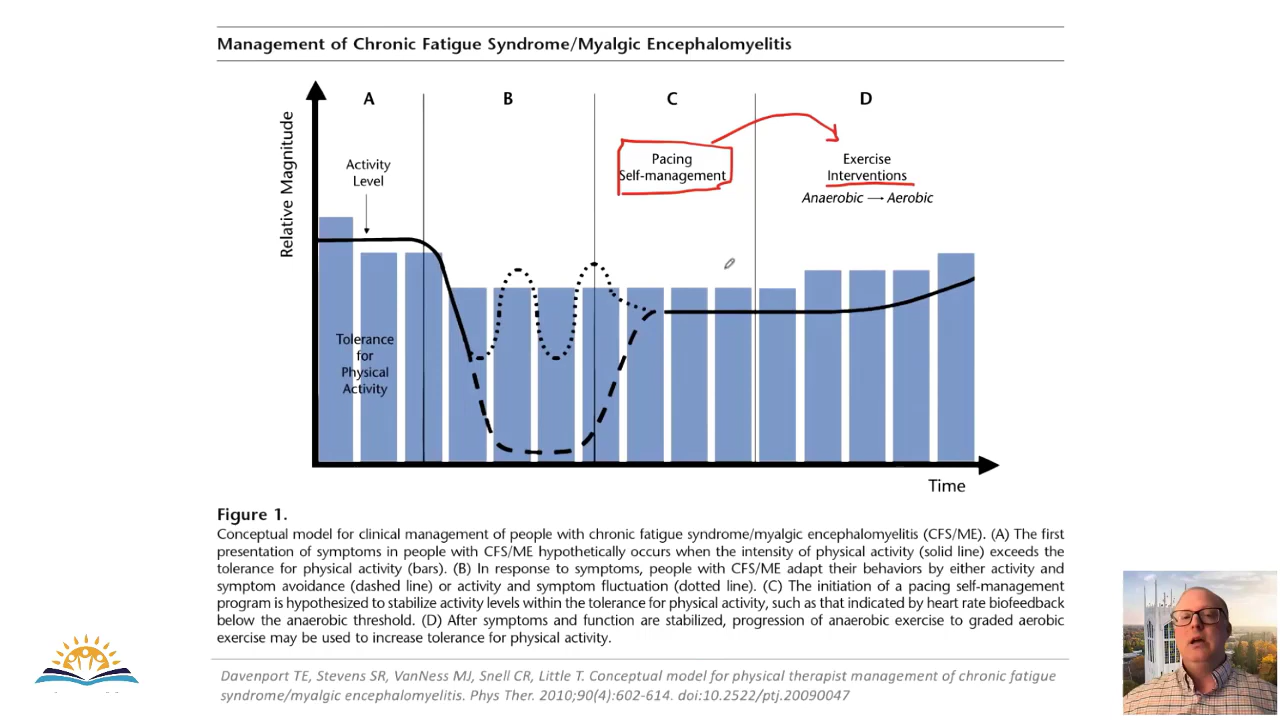 Management of Chronic Fatigue Syndrome/Myalgic Encephalomyelitis
A
B
C
D
Relative Magnitude
Activity
Level
Pacing
Self-management
Exercise
Interventions
Anaerobic → Aerobic
Tolerance
for
Physical
Activity
Time
Figure 1.
Conceptual model for clinical management of people with chronic fatigue syndrome/myalgic encephalomyelitis (CFS/ME). (A) The first
presentation of symptoms in people with CFS/ME hypothetically occurs when the intensity of physical activity (solid line) exceeds the
tolerance for physical activity (bars). (B) In response to symptoms, people with CFS/ME adapt their behaviors by either activity and
symptom avoidance (dashed line) or activity and symptom fluctuation (dotted line). (C) The initiation of a pacing self-management
program is hypothesized to stabilize activity levels within the tolerance for physical activity, such as that indicated by heart rate biofeedback
below the anaerobic threshold. (D) After symptoms and function are stabilized, progression of anaerobic exercise to graded aerobic
exercise may be used to increase tolerance for physical activity.
Davenport TE, Stevens SR, VanNess MJ, Snell CR, Little T. Conceptual model for physical therapist management of chronic fatigue
syndrome/myalgic encephalomyelitis. Phys Ther. 2010;90(4):602-614. doi:10.2522/ptj.20090047